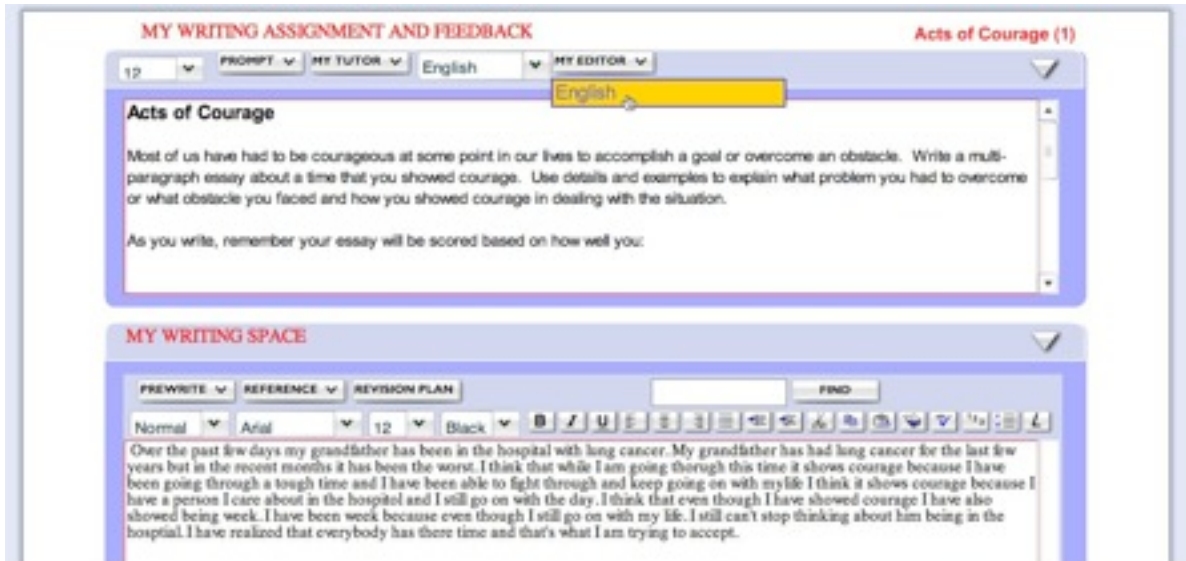 MY WRITING ASSIGNMENT AND FEEDBACK
Acts of Courage (1)
12 PROMPT MY TUTOR English MY EDITOR
English
Acts of Courage
Most of us have had to be courageous at some point in our lives to accomplish a goal or overcome an obstacle. Write a multi-
paragraph essay about a time that you showed courage. Use details and examples to explain what problem you had to overcome
or what obstacle you faced and how you showed courage in dealing with the situation.
As you write, remember your essay will be scored based on how well you:
MY WRITING SPACE
PREWRITE REFERENCE REVISION PLAN FIND
Normal Arial 12 Black B I U
Over the past few days my grandfather has been in the hospital with lung cancer. My grandfather has had lung cancer for the last few
years but in the recent months it has been the worst. I think that while I am going thorugh this time it shows courage because I have
been going through a tough time and I have been able to fight through and keep going on with mylife I think it shows courage because I
have a person I care about in the hospitol and I still go on with the day. I think that even though I have showed courage I have also
showed being week. I have been week because even though I still go on with my life. I still can't stop thinking about him being in the
hosptial. I have realized that everybody has there time and that's what I am trying to accept.